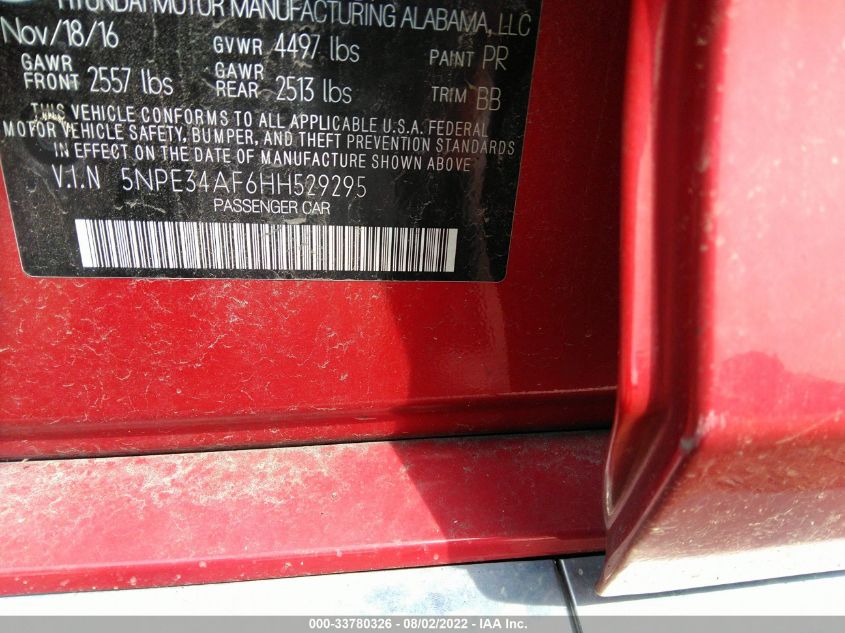 HYUNDAI MOTOR MANUFACTURING ALABAMA, LLC
Nov/18/16 GVWR 4497 lbs PAINT PR
GAWR FRONT 2557 lbs GAWR REAR 2513 lbs TRIM BB
THIS VEHICLE CONFORMS TO ALL APPLICABLE U.S.A. FEDERAL
MOTOR VEHICLE SAFETY, BUMPER, AND THEFT PREVENTION STANDARDS
IN EFFECT ON THE DATE OF MANUFACTURE SHOWN ABOVE.
V.I.N 5NPE34AF6HH529295
PASSENGER CAR
000-33780326 - 08/02/2022 - IAA Inc.